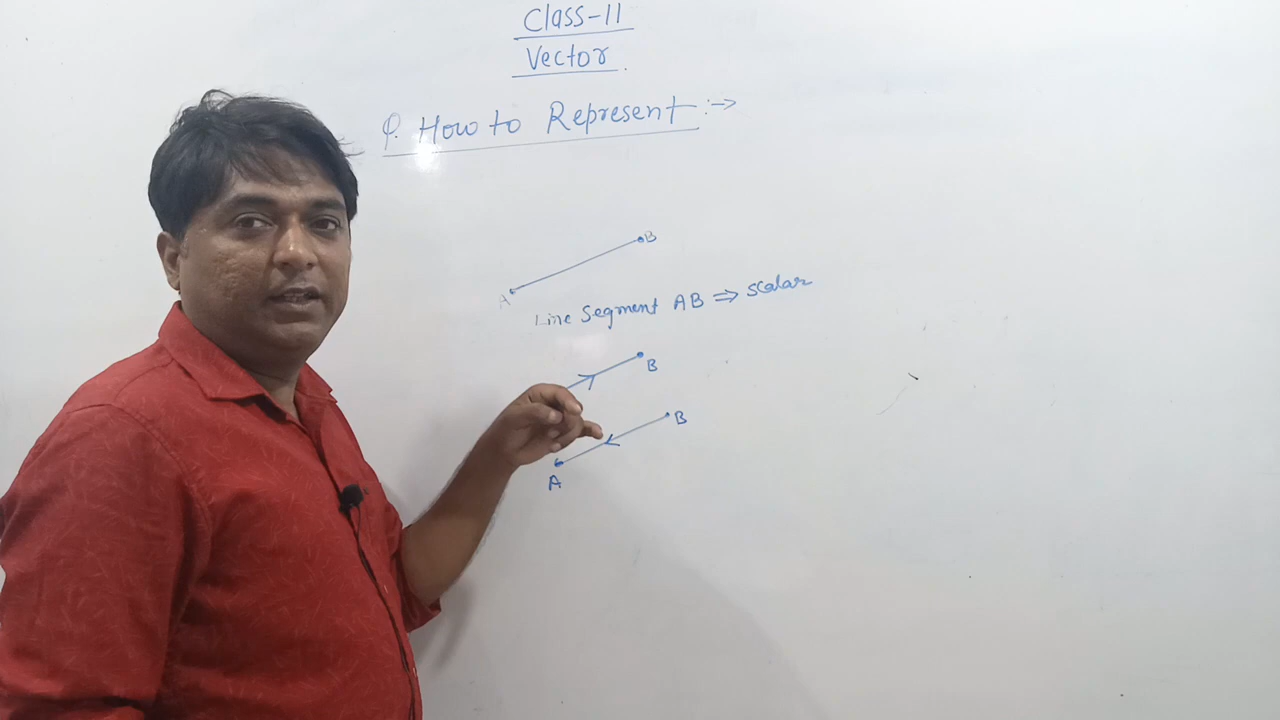 Class-11
Vector
Q. How to Represent :→
B
A
Line Segment AB ⇒ scalar
B
B
A